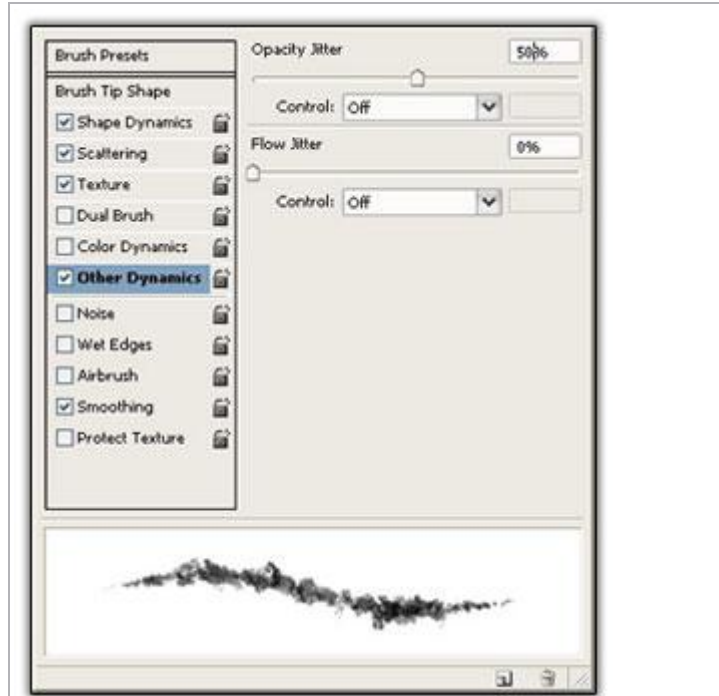 Brush Presets
Brush Tip Shape
Shape Dynamics
Scattering
Texture
Dual Brush
Color Dynamics
Other Dynamics
Noise
Wet Edges
Airbrush
Smoothing
Protect Texture
Opacity Jitter
50%
Control: Off
Flow Jitter
0%
Control: Off